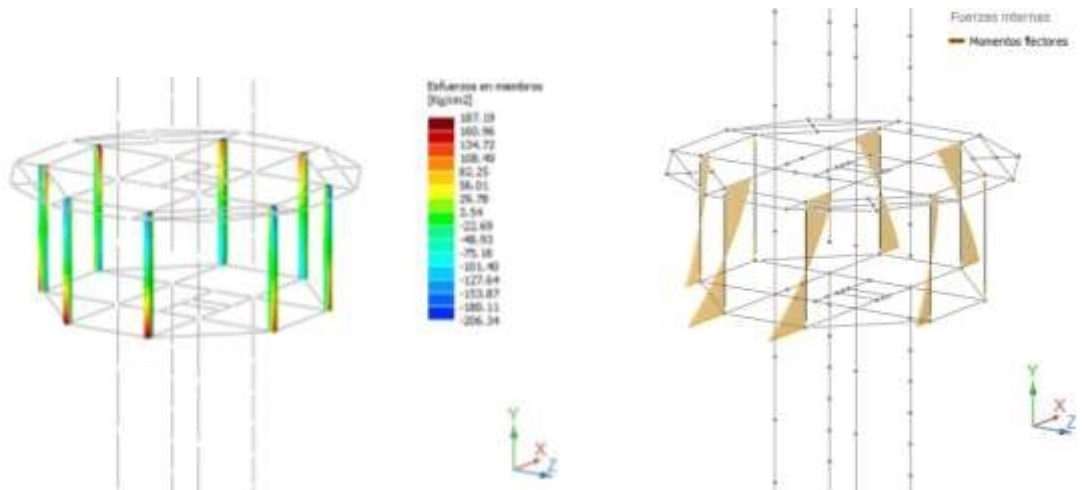 Esfuerzos en miembros
[Kg/cm2]
187.19
160.96
134.72
108.49
82.25
56.01
29.78
3.54
-22.69
-48.93
-75.16
-101.40
-127.64
-153.87
-180.11
-206.34
Y
X
Z
Fuerzas internas
Momentos flectores
Y
X
Z